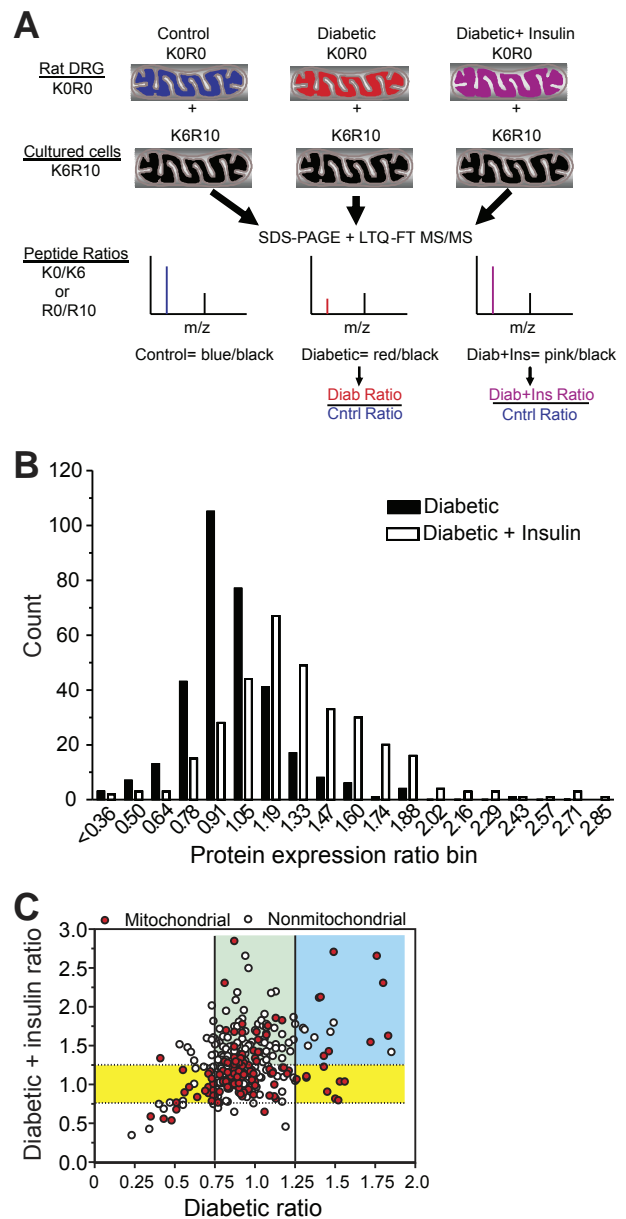 A
Control Diabetic Diabetic+ Insulin
Rat DRG K0R0 K0R0 K0R0
K0R0
+ + +
K6R10 K6R10 K6R10
Cultured cells
K6R10
SDS-PAGE + LTQ-FT MS/MS
Peptide Ratios
K0/K6
or
R0/R10
m/z m/z m/z
Control= blue/black Diabetic= red/black Diab+Ins= pink/black
Diab Ratio Diab+Ins Ratio
Cntrl Ratio Cntrl Ratio
B
120
100
80
60
40
20
0
Count
Diabetic
Diabetic + Insulin
<0.36 0.50 0.64 0.78 0.91 1.05 1.19 1.33 1.47 1.60 1.74 1.88 2.02 2.16 2.29 2.43 2.57 2.71 2.85
Protein expression ratio bin
C
Mitochondrial Nonmitochondrial
3.0
2.5
2.0
1.5
1.0
0.5
0.0
Diabetic + insulin ratio
0 0.25 0.50 0.75 1.0 1.25 1.50 1.75 2.0
Diabetic ratio